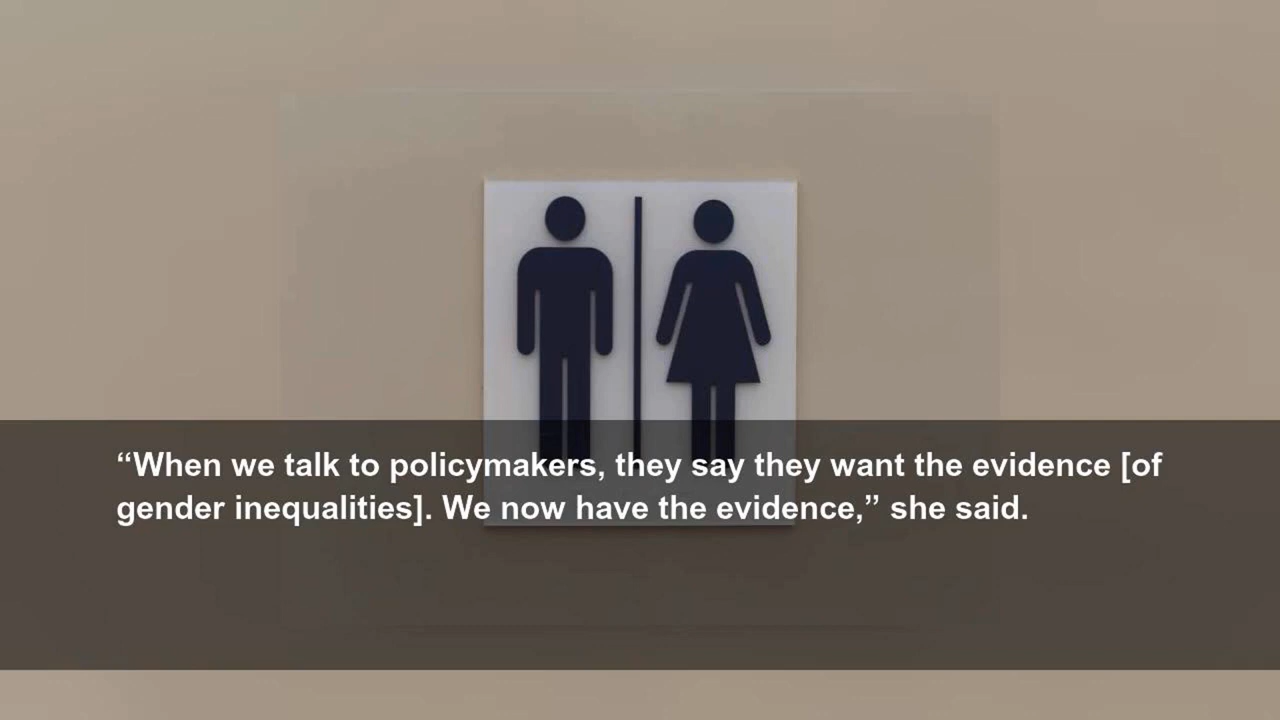 “When we talk to policymakers, they say they want the evidence [of
gender inequalities]. We now have the evidence,” she said.